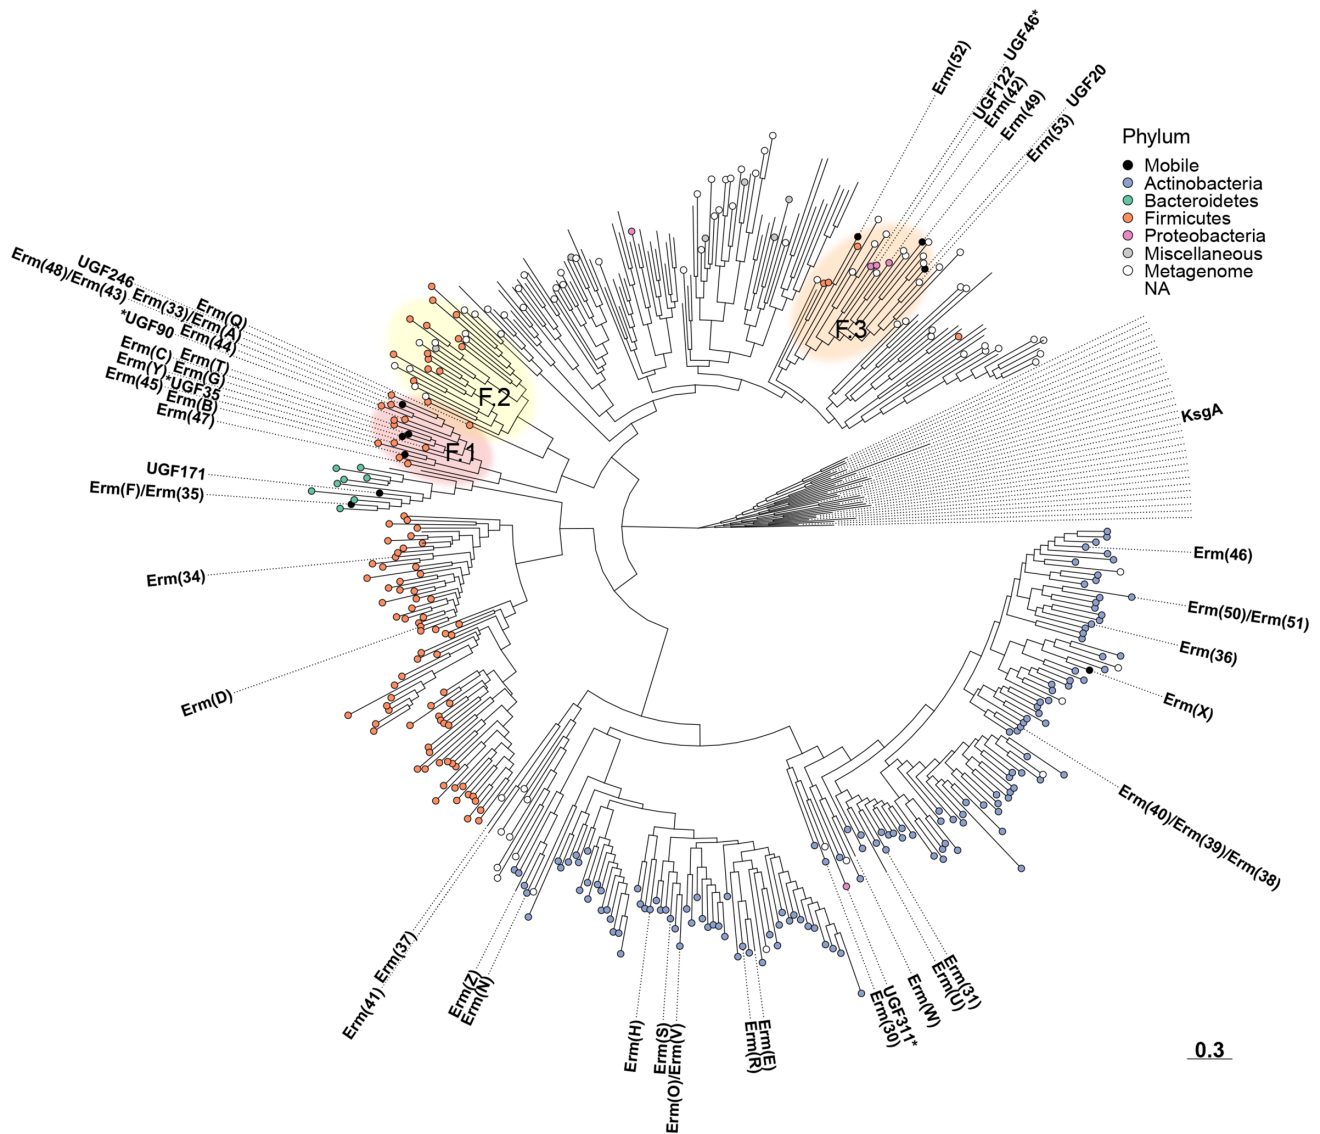 UGF46*
Erm(52)
UGF122
Erm(42)
UGF20
Erm(49)
Erm(53)
Phylum
Mobile
Actinobacteria
Bacteroidetes
Firmicutes
Proteobacteria
Miscellaneous
Metagenome
NA
F.3
F.2
F.1
KsgA
Erm(Q)
UGF246
Erm(33)/Erm(A)
Erm(48)/Erm(43)
Erm(44)
*UGF90
Erm(T)
Erm(C)
Erm(G)
Erm(Y)
*UGF35
Erm(45)
Erm(B)
Erm(47)
UGF171
Erm(F)/Erm(35)
Erm(34)
Erm(D)
Erm(46)
Erm(50)/Erm(51)
Erm(36)
Erm(X)
Erm(40)/Erm(39)/Erm(38)
Erm(37)
Erm(41)
Erm(Z)
Erm(N)
Erm(H)
Erm(S)
Erm(O)/Erm(V)
Erm(R)
Erm(E)
Erm(30)
UGF311*
Erm(W)
Erm(U)
Erm(31)
0.3